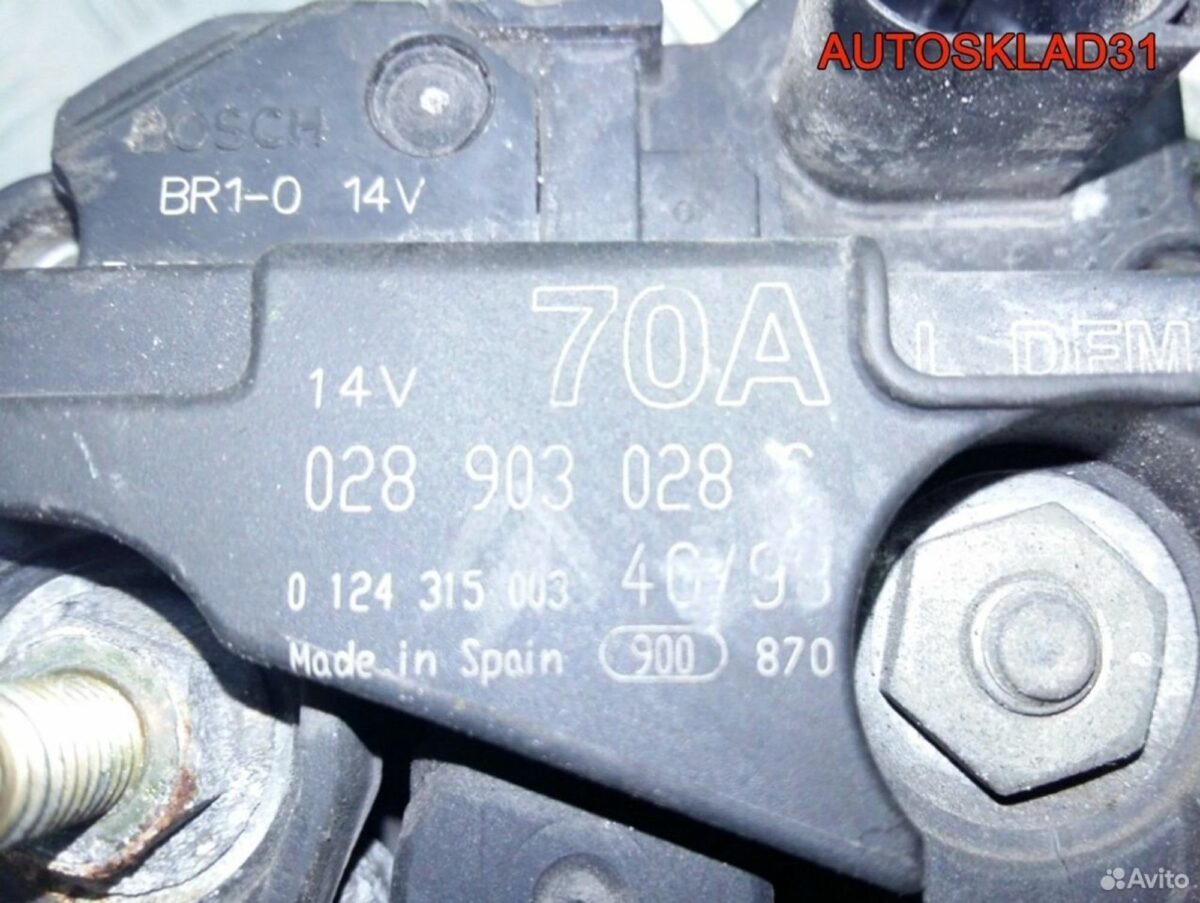 AUTOSKLAD31
BOSCH
BR1-0 14V
70A
L DFM
14V
028 903 028
0 124 315 003
Made in Spain 900 870
Avito